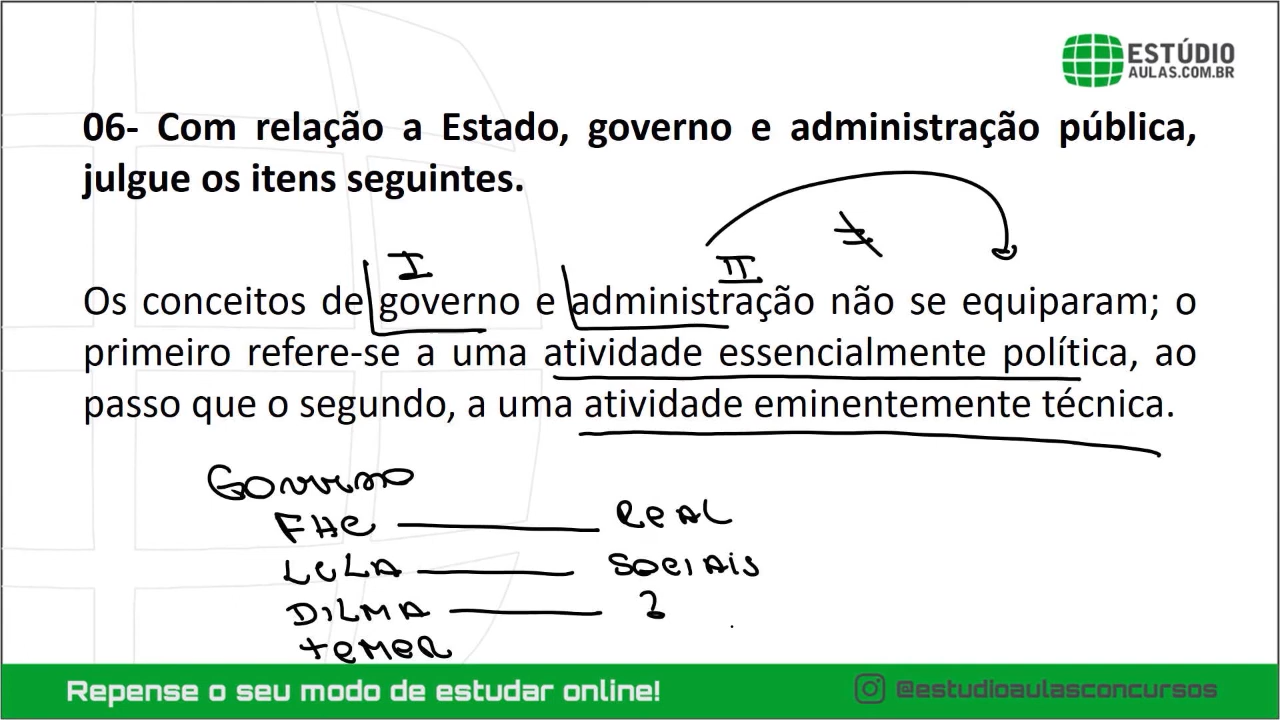 ESTÚDIO
AULAS.COM.BR
06- Com relação a Estado, governo e administração pública,
julgue os itens seguintes.
I
II
≠
Os conceitos de governo e administração não se equiparam; o
primeiro refere-se a uma atividade essencialmente política, ao
passo que o segundo, a uma atividade eminentemente técnica.
GOVERNO
FHC REAL
LULA SOCIAIS
DILMA
TEMER
Repense o seu modo de estudar online! @estudioaulasconcursos